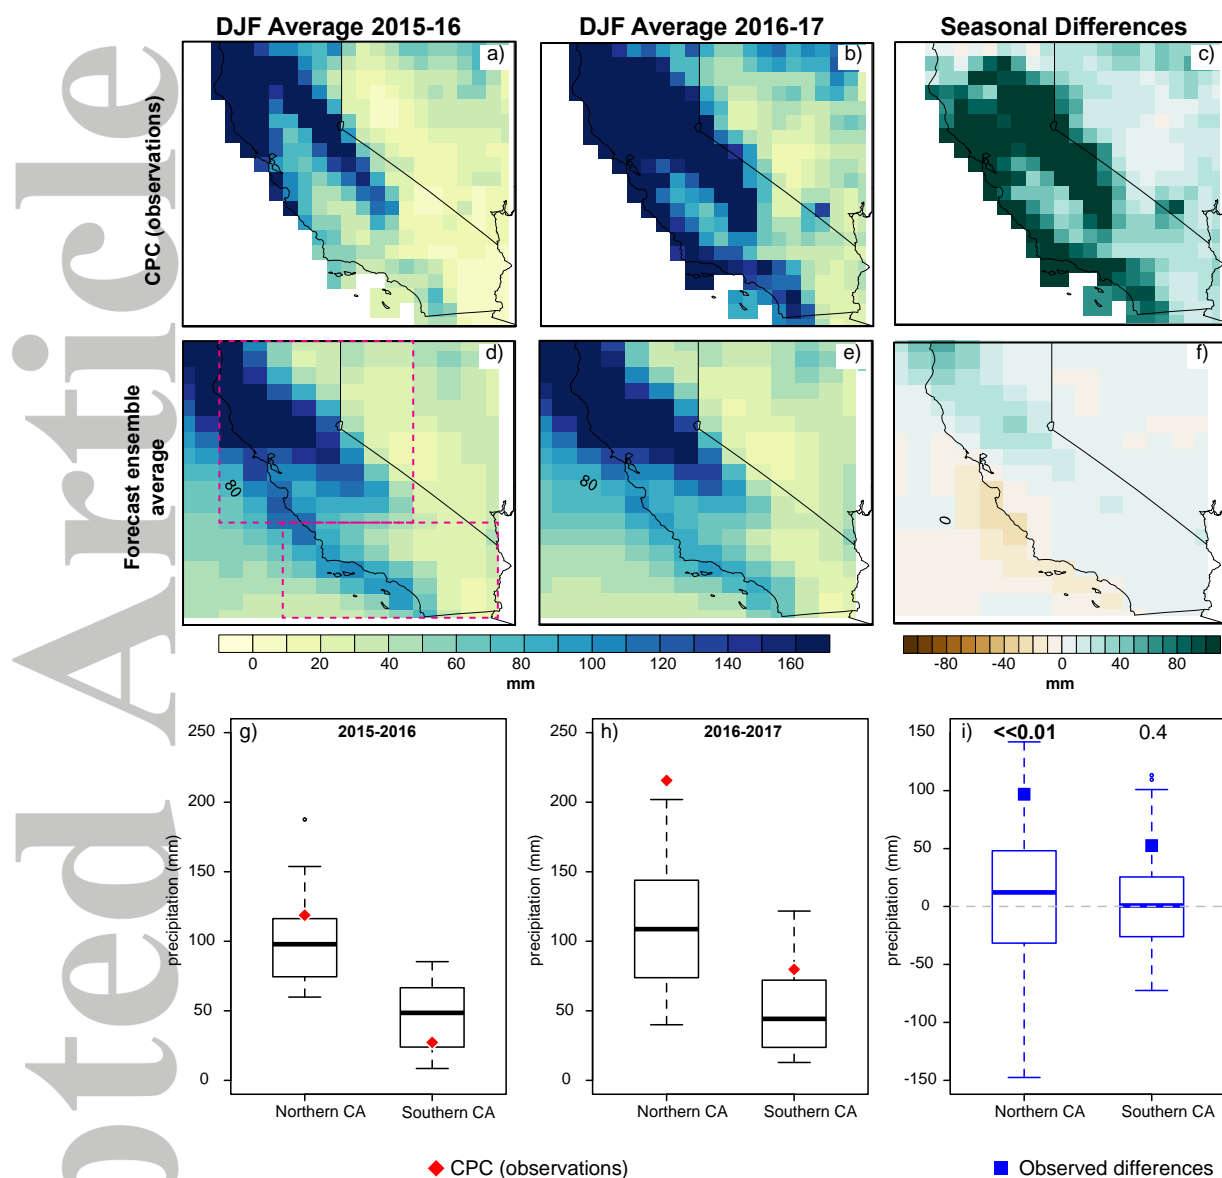 DJF Average 2015-16
DJF Average 2016-17
Seasonal Differences
CPC (observations)
a)
b)
c)
Forecast ensemble
average
d)
e)
f)
80
80
0
0 20 40 60 80 100 120 140 160
mm
-80 -40 0 40 80
mm
g)
2015-2016
precipitation (mm)
250
200
150
100
50
0
Northern CA
Southern CA
h)
2016-2017
precipitation (mm)
250
200
150
100
50
0
Northern CA
Southern CA
i)
<<0.01
0.4
precipitation (mm)
150
100
50
0
-50
-100
-150
Northern CA
Southern CA
CPC (observations)
Observed differences
pted Article